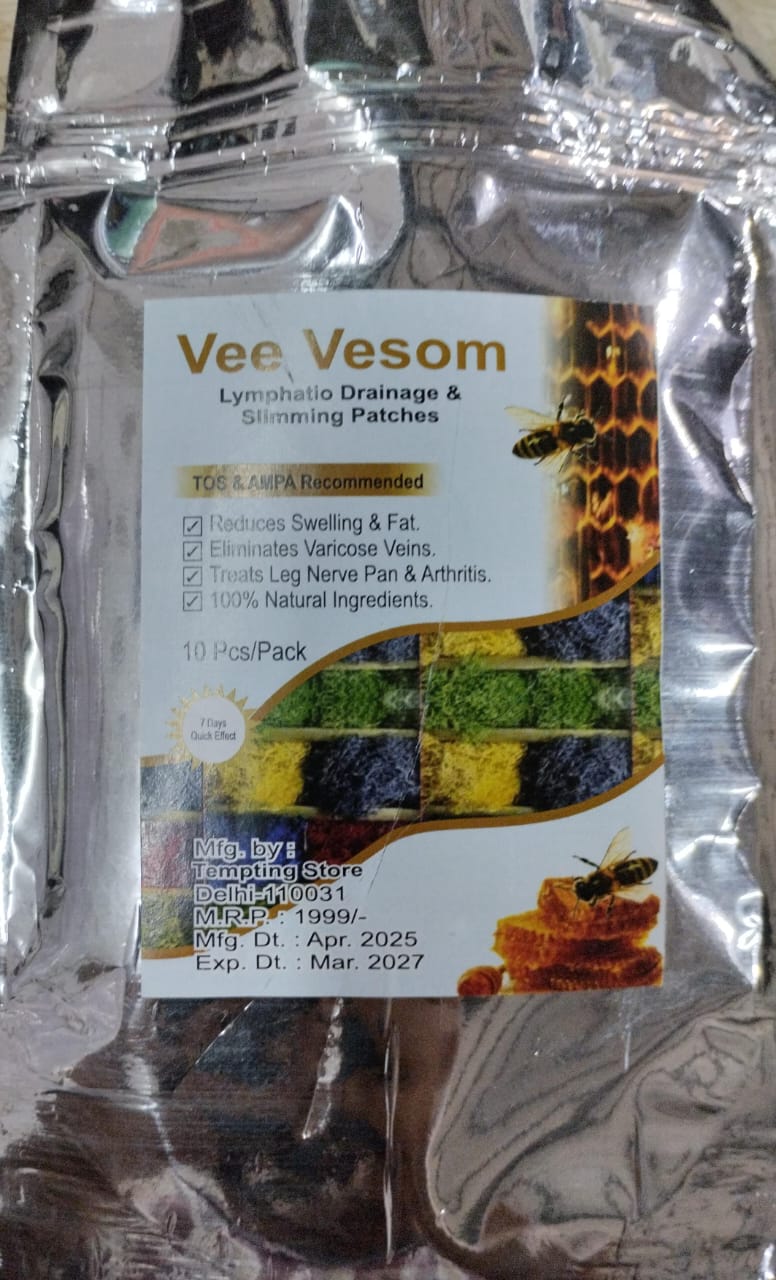 Vee Vesom
Lymphatio Drainage &
Slimming Patches
TOS & AMPA Recommended
☑ Reduces Swelling & Fat.
☑ Eliminates Varicose Veins.
☑ Treats Leg Nerve Pan & Arthritis.
☑ 100% Natural Ingredients.
10 Pcs/Pack
7 Days
Quick Effect
Mfg. by :
Tempting Store
Delhi-110031
M.R.P. : 1999/-
Mfg. Dt. : Apr. 2025
Exp. Dt. : Mar. 2027